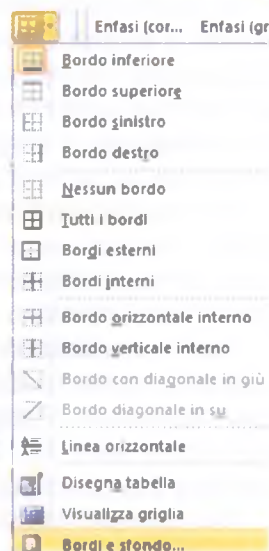 Enfasi (cor... Enfasi (gr
Bordo inferiore
Bordo superiore
Bordo sinistro
Bordo destro
Nessun bordo
Tutti i bordi
Bordi esterni
Bordi interni
Bordo orizzontale interno
Bordo verticale interno
Bordo con diagonale in giù
Bordo diagonale in su
Linea orizzontale
Disegna tabella
Visualizza griglia
Bordi e sfondo...